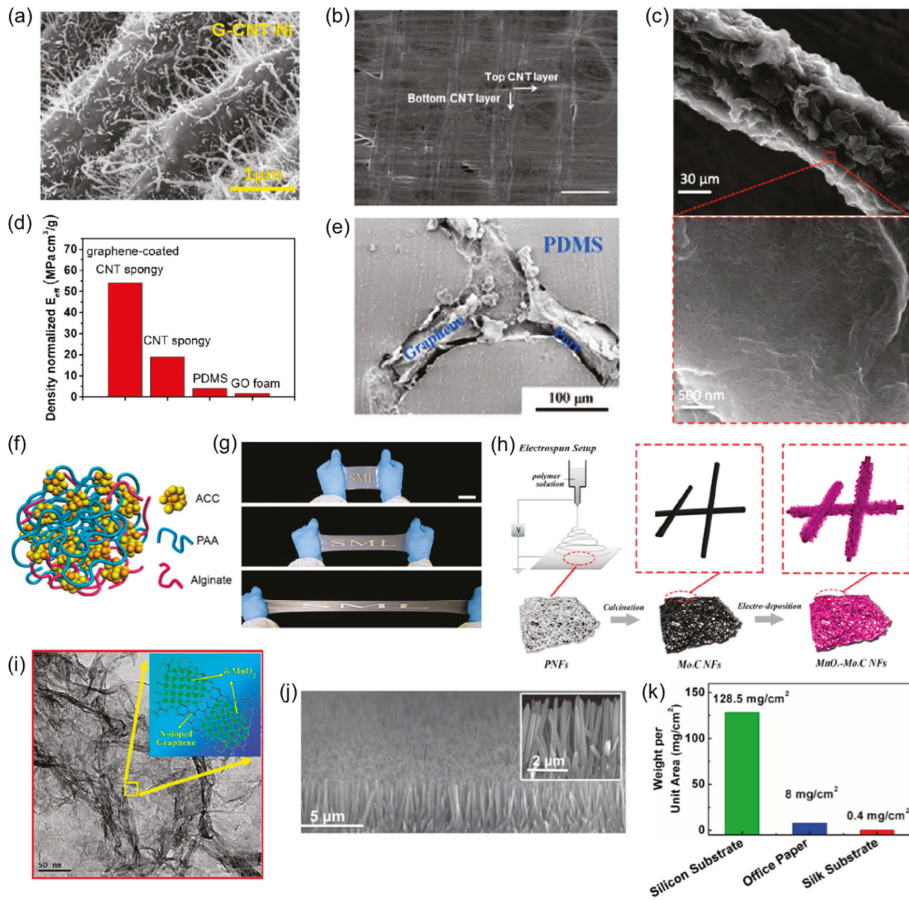 (a)
G-CNT-Ni
1μm
(b)
Top CNT layer
Bottom CNT layer
(c)
30 μm
500 nm
(d)
Density normalized E_eff (MPa cm³/g)
70
60
50
40
30
20
10
0
graphene-coated
CNT spongy
CNT spongy
PDMS
GO foam
(e)
PDMS
Graphene
100 μm
(f)
ACC
PAA
Alginate
(g)
SML
SML
SML
(h)
Electrospun Setup
polymer
solution
V
PNFs
Calcination
Mo₂C NFs
Electro-deposition
MnOₓ-Mo₂C NFs
(i)
δ-MnO₂
N-doped
Graphene
50 nm
(j)
2 μm
5 μm
(k)
Weight per
Unit Area (mg/cm²)
150
100
50
0
128.5 mg/cm²
8 mg/cm²
0.4 mg/cm²
Silicon Substrate
Office Paper
Silk Substrate